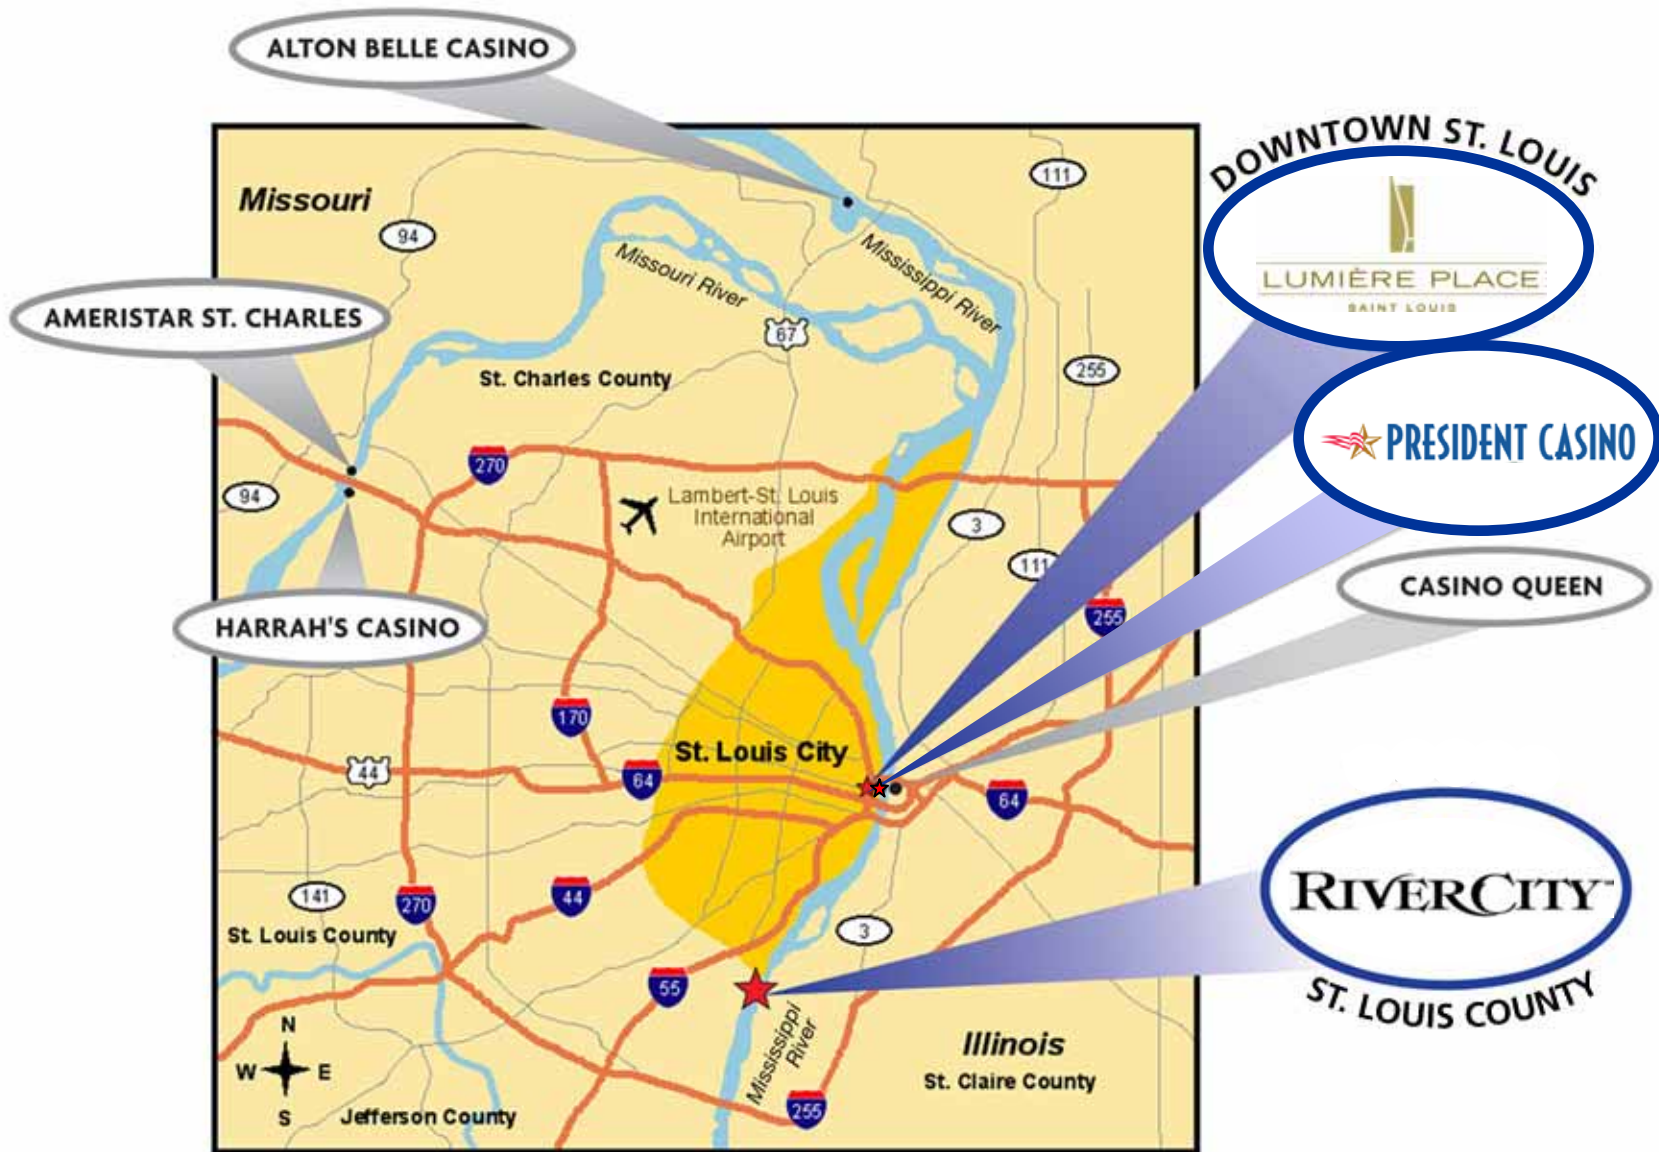 ALTON BELLE CASINO
DOWNTOWN ST. LOUIS
LUMIÈRE PLACE
SAINT LOUIS
PRESIDENT CASINO
AMERISTAR ST. CHARLES
HARRAH'S CASINO
CASINO QUEEN
RIVERCITY™
ST. LOUIS COUNTY
Missouri
94
111
Missouri River
Mississippi River
67
255
St. Charles County
270
94
Lambert-St. Louis
International
Airport
3
111
255
170
St. Louis City
44
64
64
141
270
44
St. Louis County
3
55
Mississippi
River
Illinois
St. Claire County
N
W
E
S
Jefferson County
255